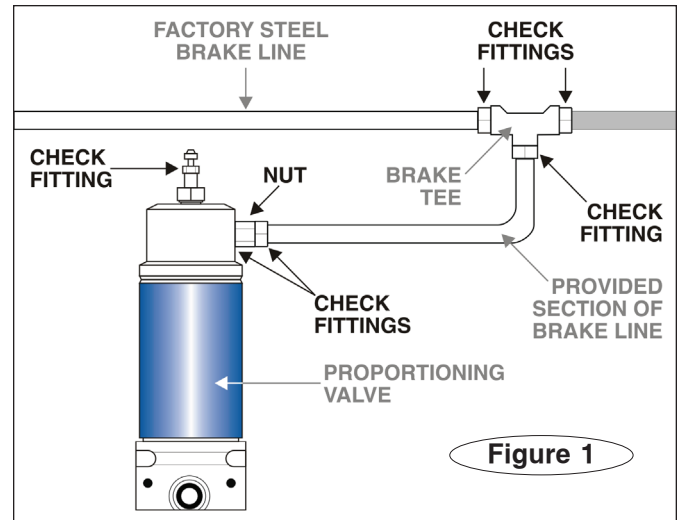 FACTORY STEEL
BRAKE LINE
CHECK
FITTINGS
CHECK
FITTING
NUT
BRAKE
TEE
CHECK
FITTING
CHECK
FITTINGS
PROVIDED
SECTION OF
BRAKE LINE
PROPORTIONING
VALVE
Figure 1